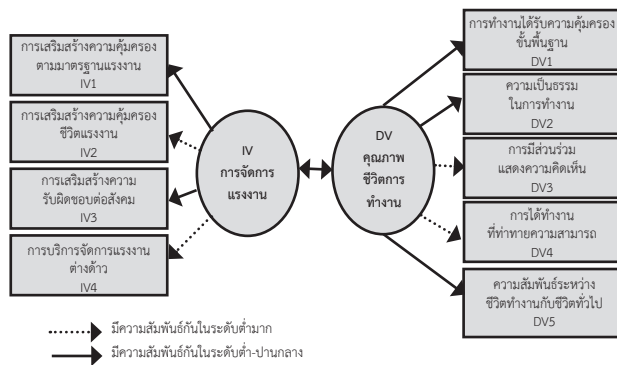 การเสริมสร้างความคุ้มครอง
ตามมาตรฐานแรงงาน
IV1
การเสริมสร้างความคุ้มครอง
ชีวิตแรงงาน
IV2
การเสริมสร้างความ
รับผิดชอบต่อสังคม
IV3
การบริการจัดการแรงงาน
ต่างด้าว
IV4
IV
การจัดการ
แรงงาน
DV
คุณภาพ
ชีวิตการ
ทำงาน
การทำงานได้รับความคุ้มครอง
ขั้นพื้นฐาน
DV1
ความเป็นธรรม
ในการทำงาน
DV2
การมีส่วนร่วม
แสดงความคิดเห็น
DV3
การได้ทำงาน
ที่ท้าทายความสามารถ
DV4
ความสัมพันธ์ระหว่าง
ชีวิตทำงานกับชีวิตทั่วไป
DV5
มีความสัมพันธ์กันในระดับต่ำมาก
มีความสัมพันธ์กันในระดับต่ำ-ปานกลาง